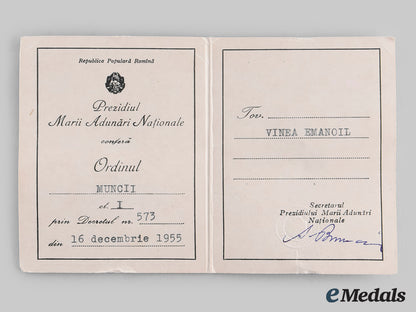 Republica Populară Romînă
Prezidiul
Marii Adunări Naționale
conferă
Ordinul
MUNCII
cl. I
prin Decretul nr. 573
din 16 decembrie 1955
Tov.
VINEA EMANOIL
Secretarul
Prezidiului Marii Adunări
Naționale
eMedals